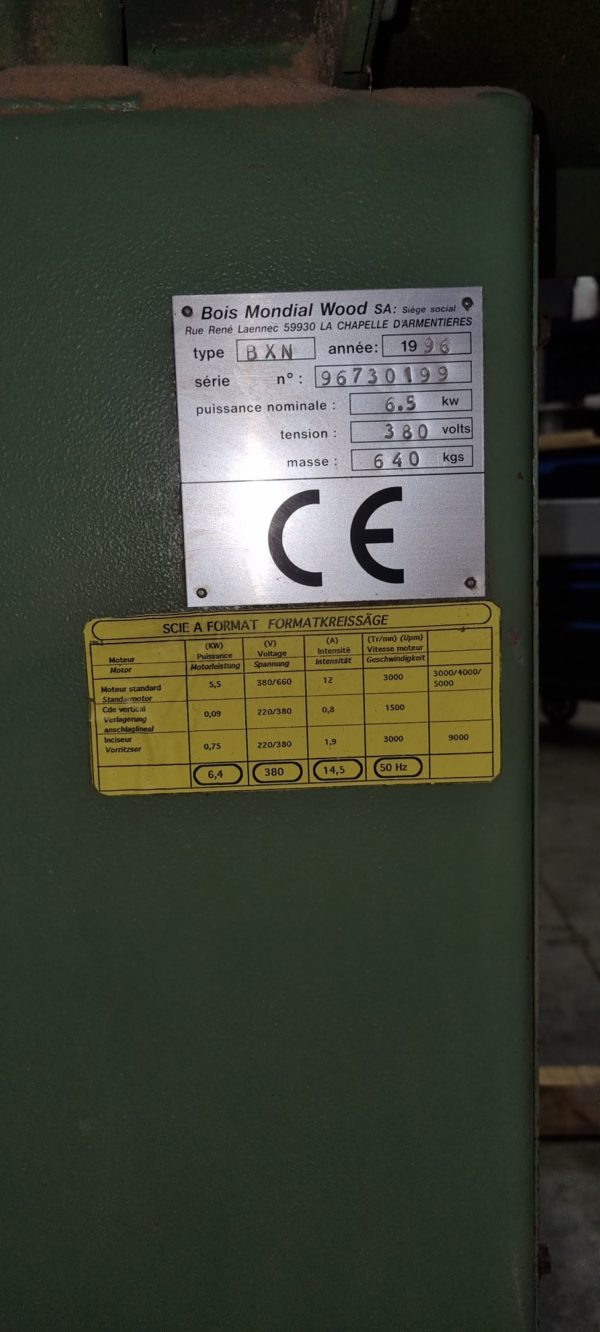 Bois Mondial Wood SA: Siège social
Rue René Laennec 59930 LA CHAPELLE D'ARMENTIERES
type BXN année: 1996
série n°: 96730199
puissance nominale : 6.5 kw
tension : 380 volts
masse : 640 kgs
CE
SCIE A FORMAT FORMATKREISSÄGE
Moteur (KW) (V) (A) (Tr/mn) (Upm)
Motor Puissance Voltage Intensité Vitesse moteur
Motorleistung Spannung Intensität Geschwindigkeit
Moteur standard 5,5 380/660 12 3000 3000/4000/
Standarmotor 5000
Cde vertical 0,09 220/380 0,8 1500
Verlagerung
anschlaglineal
Inciseur 0,75 220/380 1,9 3000 9000
Vorritzser
6,4 380 14,5 50 Hz